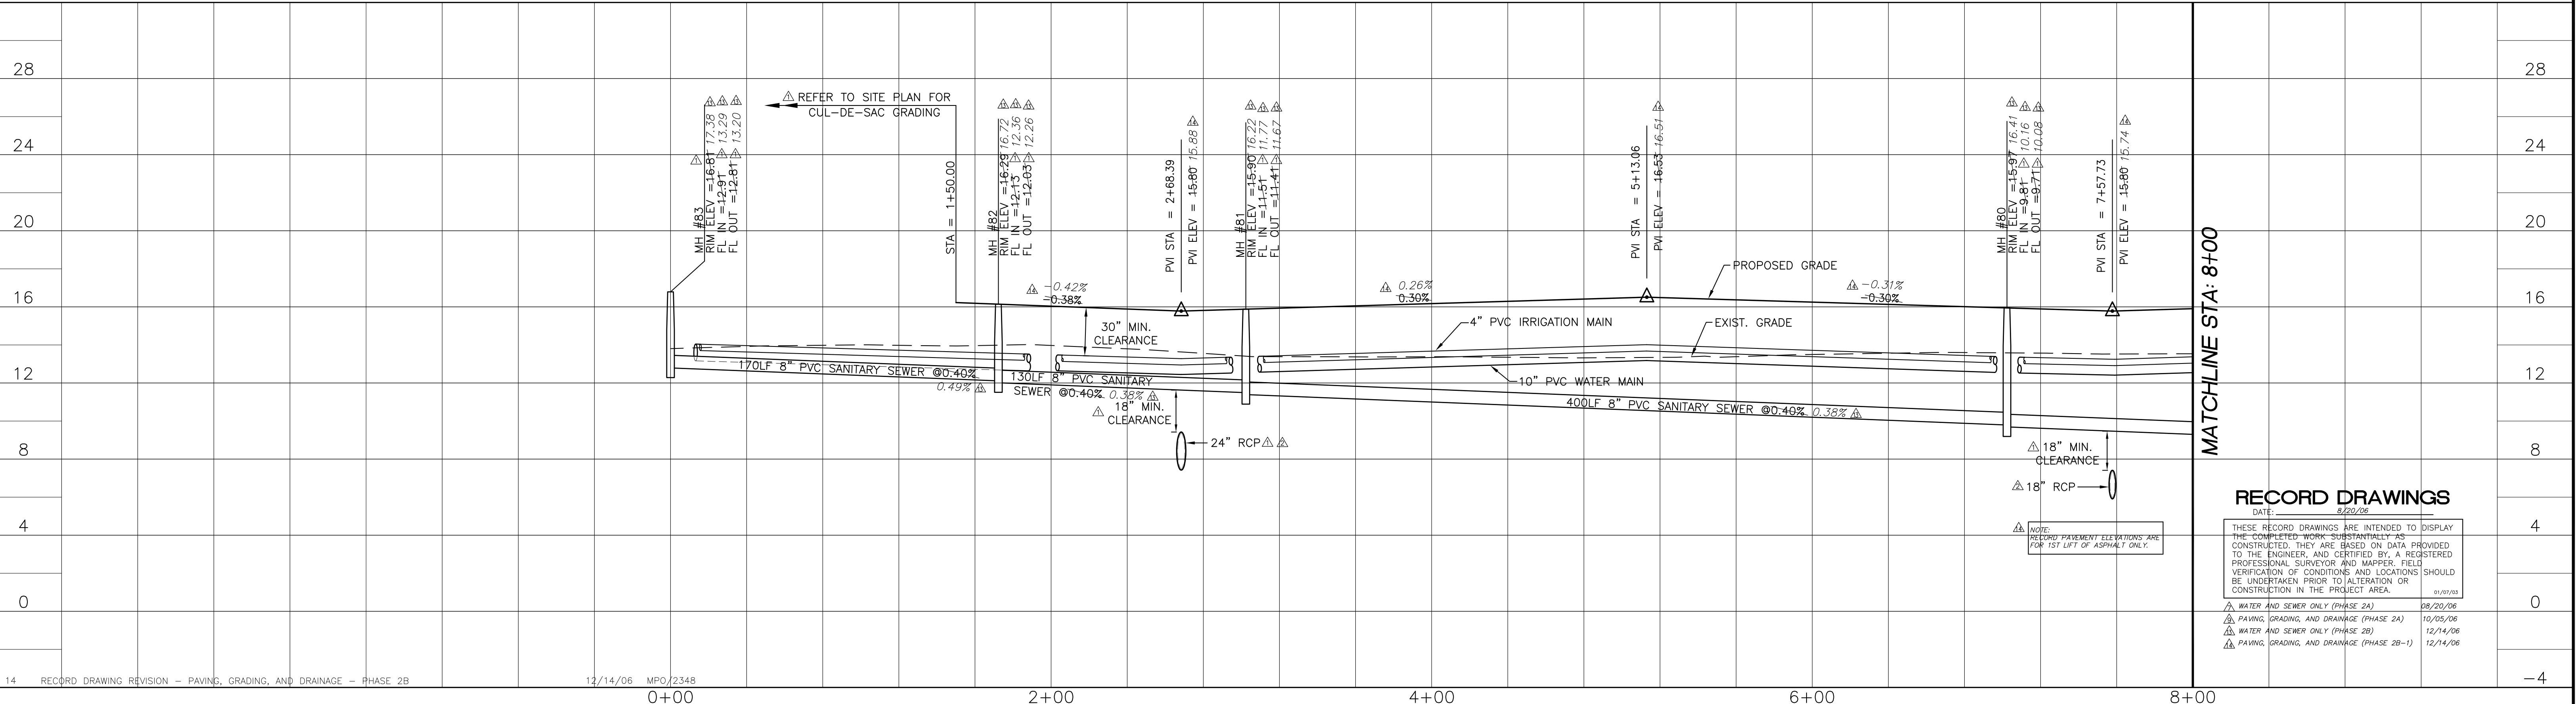 28
24
20
16
12
8
4
0
REFER TO SITE PLAN FOR
CUL-DE-SAC GRADING
MH #83
RIM ELEV =16.81 17.38
FL IN =12.91 13.29
FL OUT =12.81 13.20
STA = 1+50.00
MH #82
RIM ELEV =16.29 16.72
FL IN =12.13 12.36
FL OUT =12.03 12.26
PVI STA = 2+68.39
PVI ELEV = 15.80 15.88
MH #81
RIM ELEV =15.90 16.22
FL IN =11.51 11.77
FL OUT =11.41 11.67
PVI STA = 5+13.06
PVI ELEV = 16.53 16.51
MH #80
RIM ELEV =15.97 16.41
FL IN =9.81 10.16
FL OUT =9.71 10.08
PVI STA = 7+57.73
PVI ELEV = 15.80 15.74
-0.42%
-0.38%
0.26%
0.30%
-0.31%
-0.30%
PROPOSED GRADE
30" MIN.
CLEARANCE
4" PVC IRRIGATION MAIN
EXIST. GRADE
10" PVC WATER MAIN
170LF 8" PVC SANITARY SEWER @0.40%
0.49%
130LF 8" PVC SANITARY
SEWER @0.40% 0.38%
18" MIN.
CLEARANCE
24" RCP
400LF 8" PVC SANITARY SEWER @0.40% 0.38%
18" MIN.
CLEARANCE
18" RCP
NOTE:
RECORD PAVEMENT ELEVATIONS ARE
FOR 1ST LIFT OF ASPHALT ONLY.
MATCHLINE STA: 8+00
28
24
20
16
12
8
4
0
-4
RECORD DRAWINGS
DATE: 8/20/06
THESE RECORD DRAWINGS ARE INTENDED TO DISPLAY
THE COMPLETED WORK SUBSTANTIALLY AS
CONSTRUCTED. THEY ARE BASED ON DATA PROVIDED
TO THE ENGINEER, AND CERTIFIED BY, A REGISTERED
PROFESSIONAL SURVEYOR AND MAPPER. FIELD
VERIFICATION OF CONDITIONS AND LOCATIONS SHOULD
BE UNDERTAKEN PRIOR TO ALTERATION OR
CONSTRUCTION IN THE PROJECT AREA. 01/07/03
7 WATER AND SEWER ONLY (PHASE 2A) 08/20/06
PAVING, GRADING, AND DRAINAGE (PHASE 2A) 10/05/06
WATER AND SEWER ONLY (PHASE 2B) 12/14/06
14 PAVING, GRADING, AND DRAINAGE (PHASE 2B-1) 12/14/06
14 RECORD DRAWING REVISION - PAVING, GRADING, AND DRAINAGE - PHASE 2B 12/14/06 MPO/2348
0+00 2+00 4+00 6+00 8+00